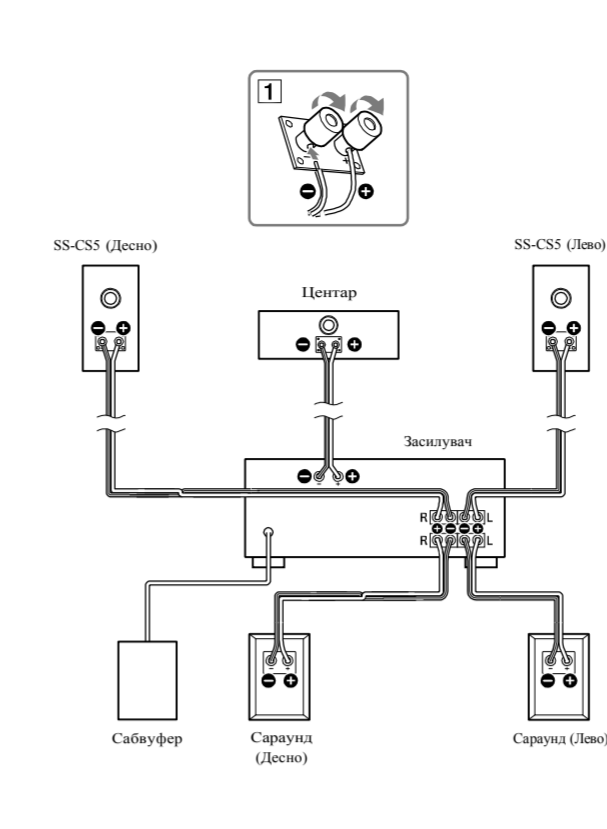 1
− +
SS-CS5 (Десно)
SS-CS5 (Лево)
Центар
− +
− +
− +
Засилувач
− +
R L
+ − − +
R L
− +
− +
Сабвуфер
Сараунд
(Десно)
Сараунд (Лево)